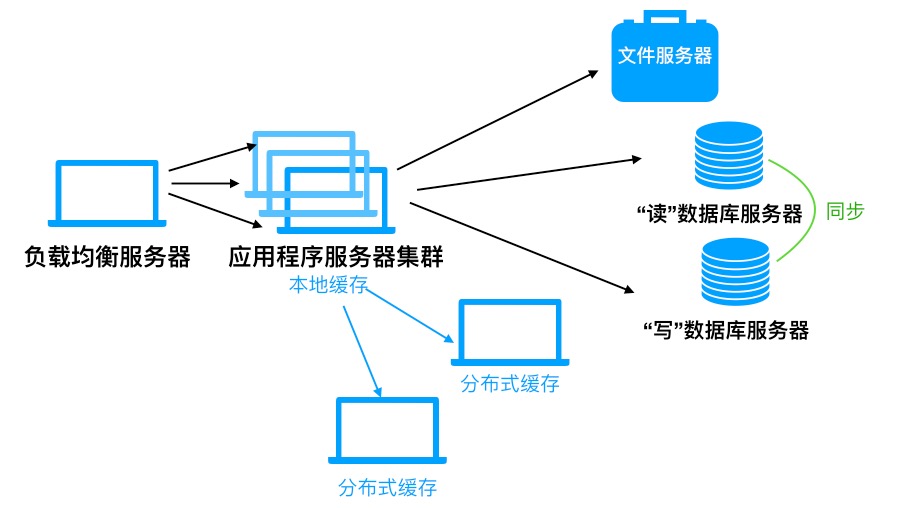 文件服务器
“读”数据库服务器
同步
负载均衡服务器
应用程序服务器集群
本地缓存
“写”数据库服务器
分布式缓存
分布式缓存